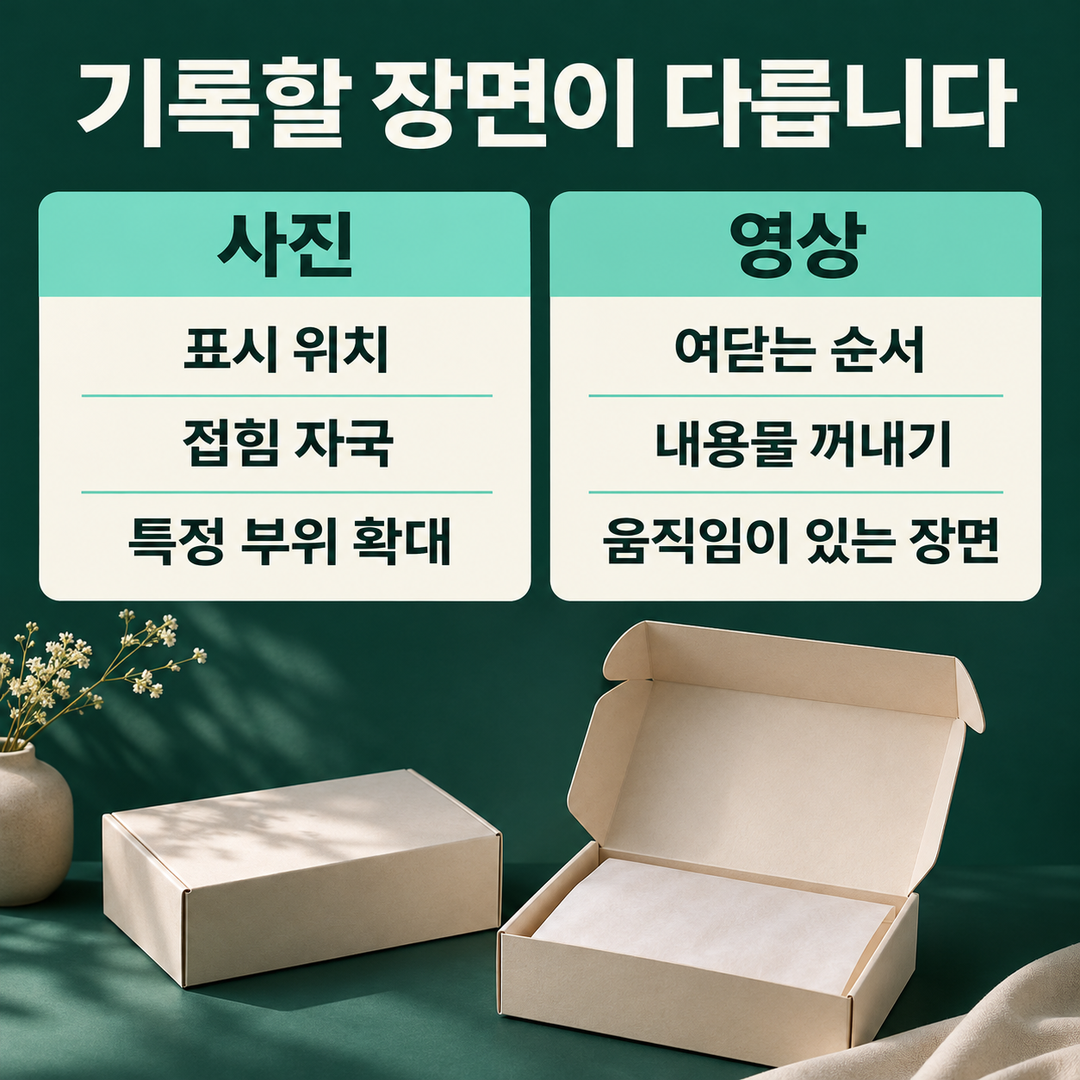 기록할 장면이 다릅니다
사진
표시 위치
접힘 자국
특정 부위 확대
영상
여닫는 순서
내용물 꺼내기
움직임이 있는 장면